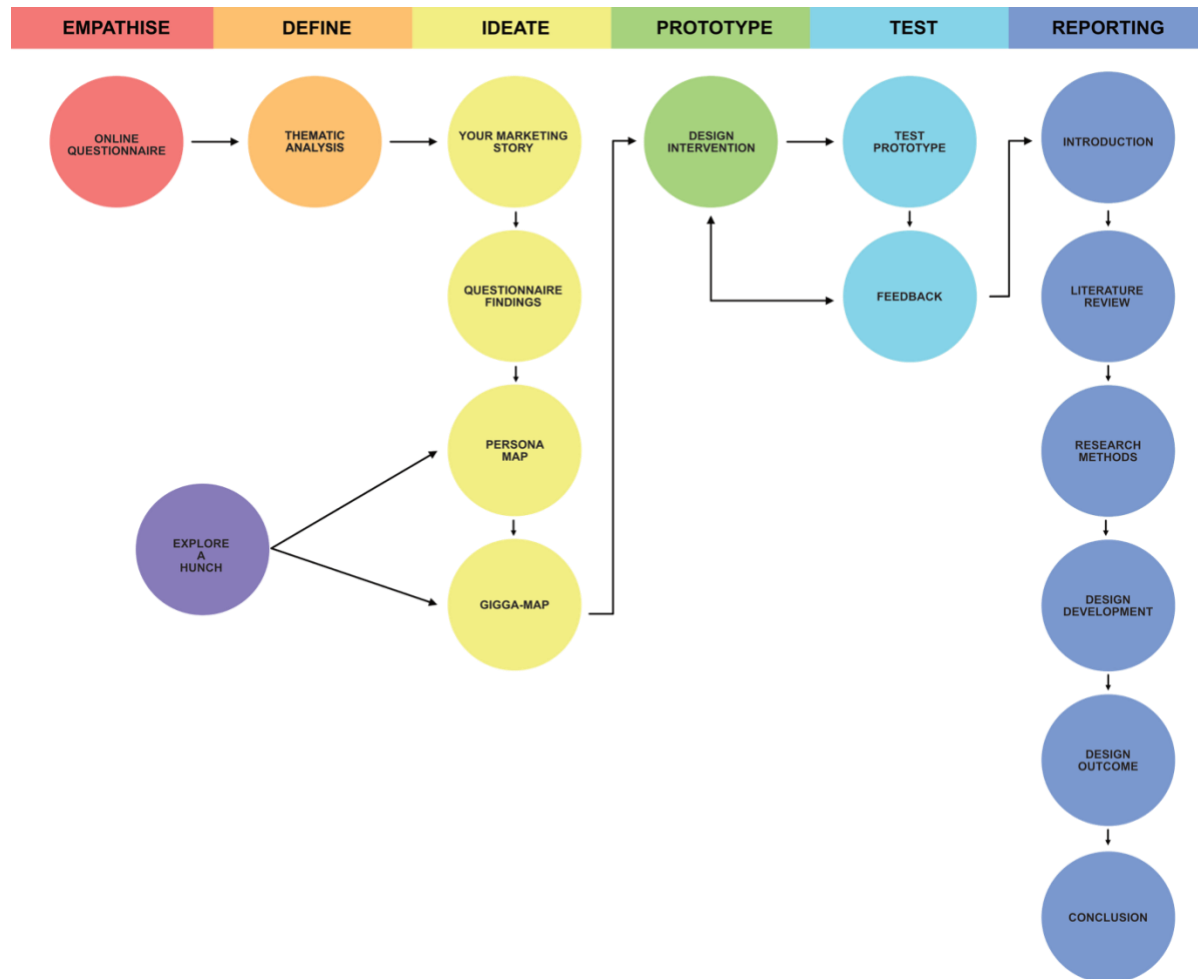 EMPATHISE
DEFINE
IDEATE
PROTOTYPE
TEST
REPORTING
ONLINE
QUESTIONNAIRE
THEMATIC
ANALYSIS
YOUR MARKETING
STORY
QUESTIONNAIRE
FINDINGS
PERSONA
MAP
EXPLORE
A
HUNCH
GIGGA-MAP
DESIGN
INTERVENTION
TEST
PROTOTYPE
FEEDBACK
INTRODUCTION
LITERATURE
REVIEW
RESEARCH
METHODS
DESIGN
DEVELOPMENT
DESIGN
OUTCOME
CONCLUSION